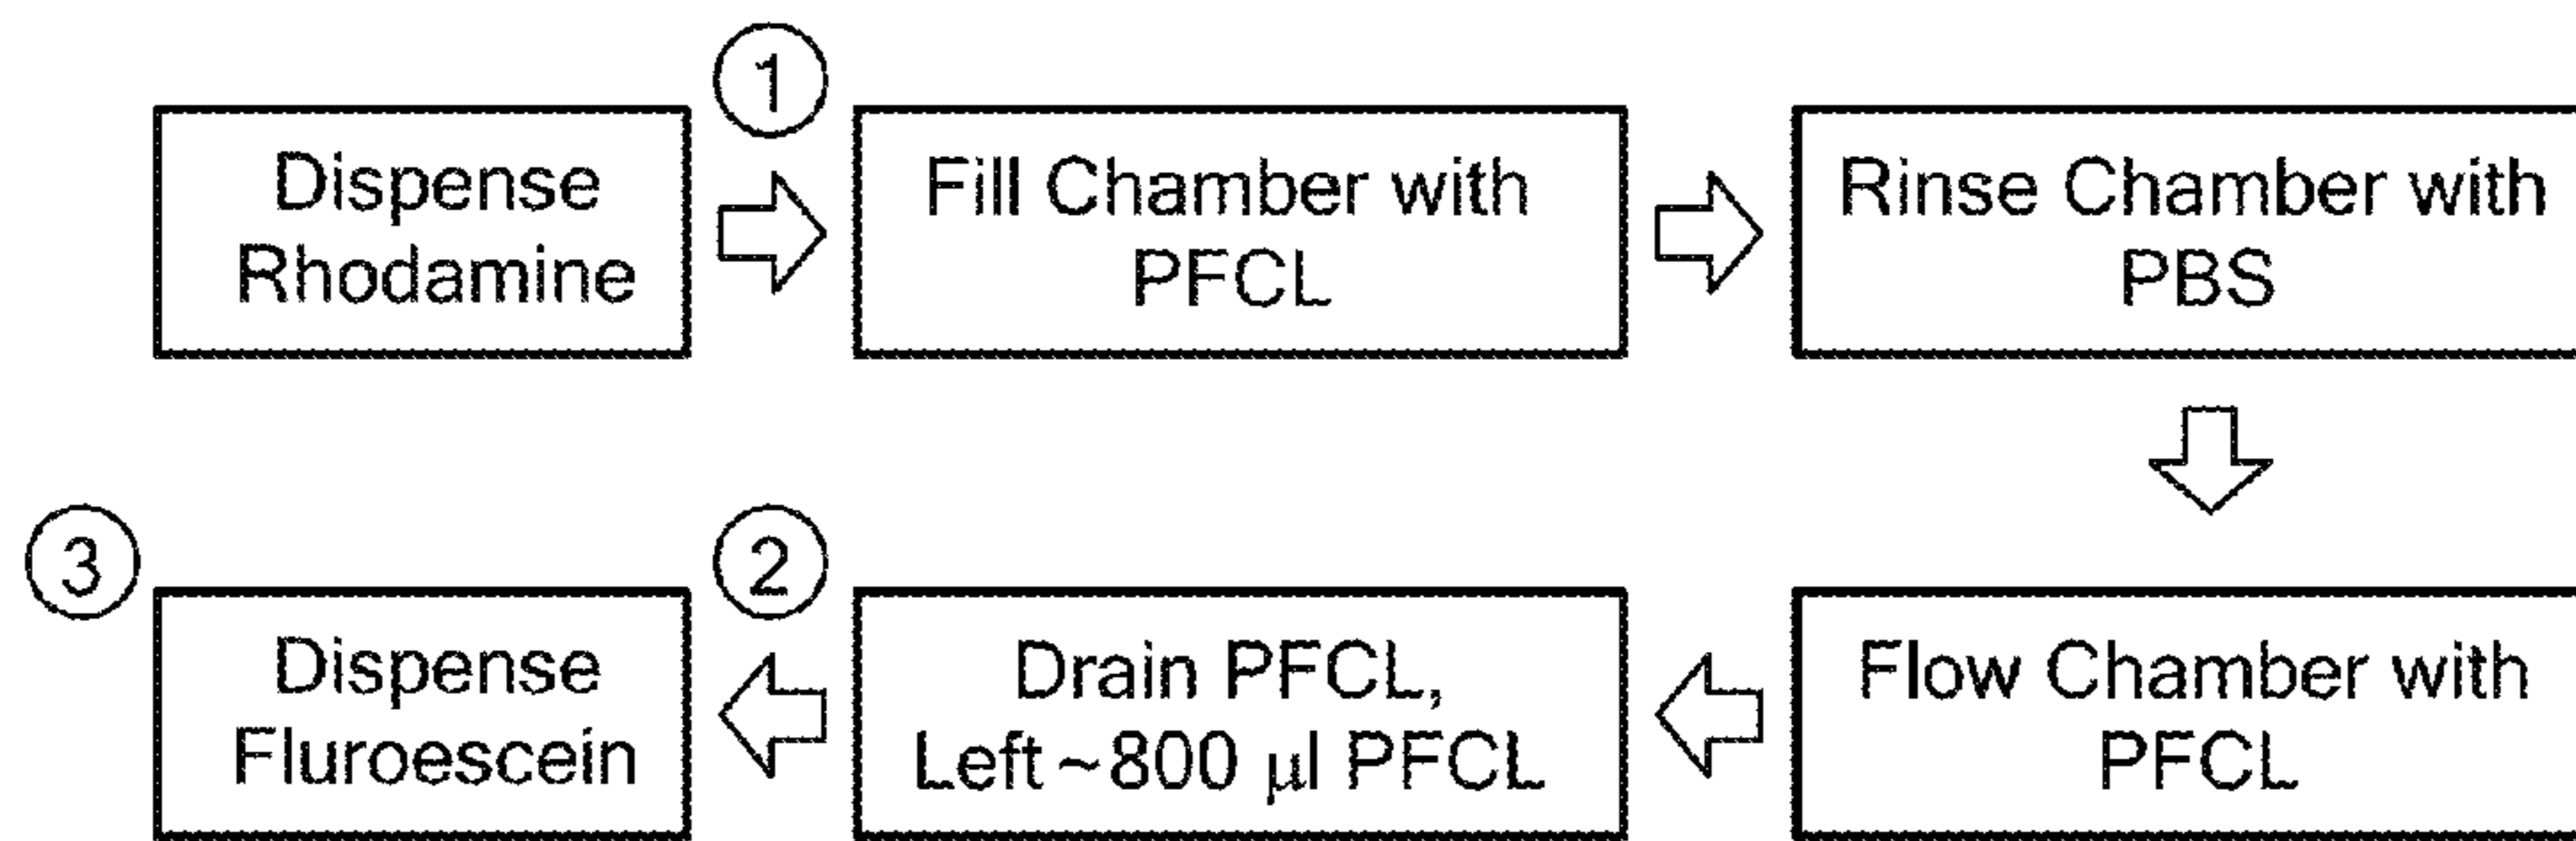 1
Dispense
Rhodamine
Fill Chamber with
PFCL
Rinse Chamber with
PBS
Flow Chamber with
PFCL
2
Drain PFCL,
Left ~800 μl PFCL
3
Dispense
Fluroescein